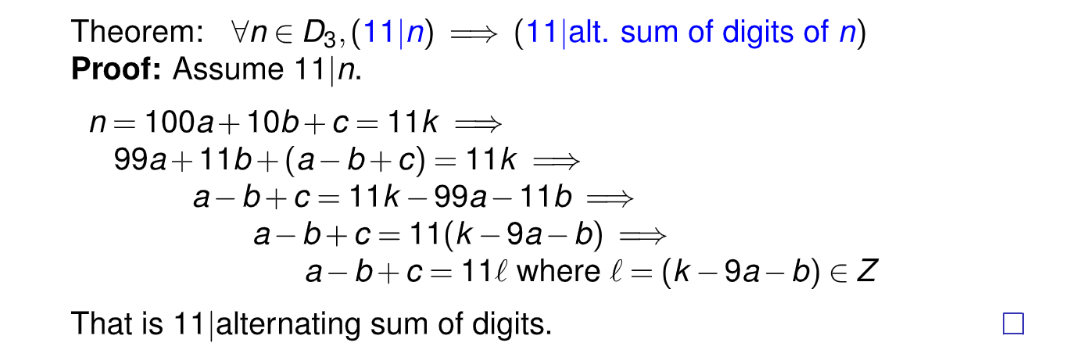 Theorem: ∀n ∈ D₃, (11|n) ⟹ (11|alt. sum of digits of n)
Proof: Assume 11|n.
n = 100a + 10b + c = 11k ⟹
99a + 11b + (a − b + c) = 11k ⟹
a − b + c = 11k − 99a − 11b ⟹
a − b + c = 11(k − 9a − b) ⟹
a − b + c = 11ℓ where ℓ = (k − 9a − b) ∈ Z
That is 11|alternating sum of digits. □